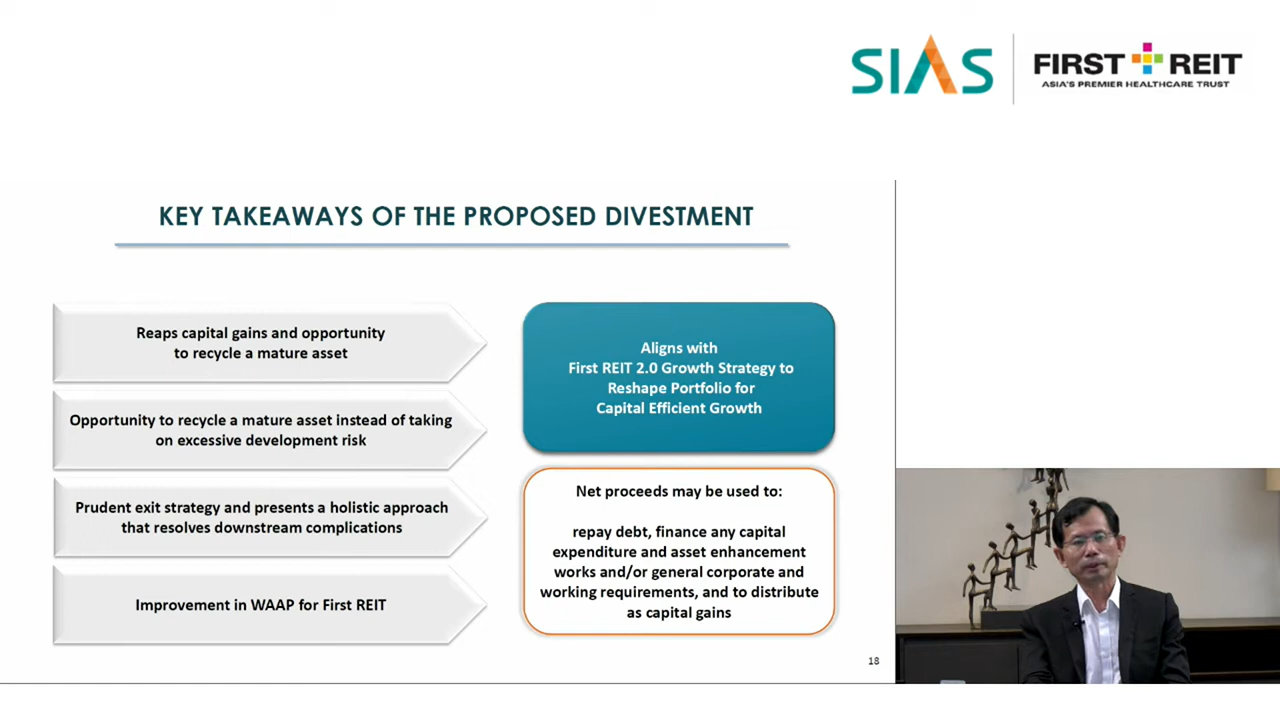 SIAS
FIRST REIT
ASIA'S PREMIER HEALTHCARE TRUST
KEY TAKEAWAYS OF THE PROPOSED DIVESTMENT
Reaps capital gains and opportunity
to recycle a mature asset
Opportunity to recycle a mature asset instead of taking
on excessive development risk
Prudent exit strategy and presents a holistic approach
that resolves downstream complications
Improvement in WAAP for First REIT
Aligns with
First REIT 2.0 Growth Strategy to
Reshape Portfolio for
Capital Efficient Growth
Net proceeds may be used to:
repay debt, finance any capital
expenditure and asset enhancement
works and/or general corporate and
working requirements, and to distribute
as capital gains
18